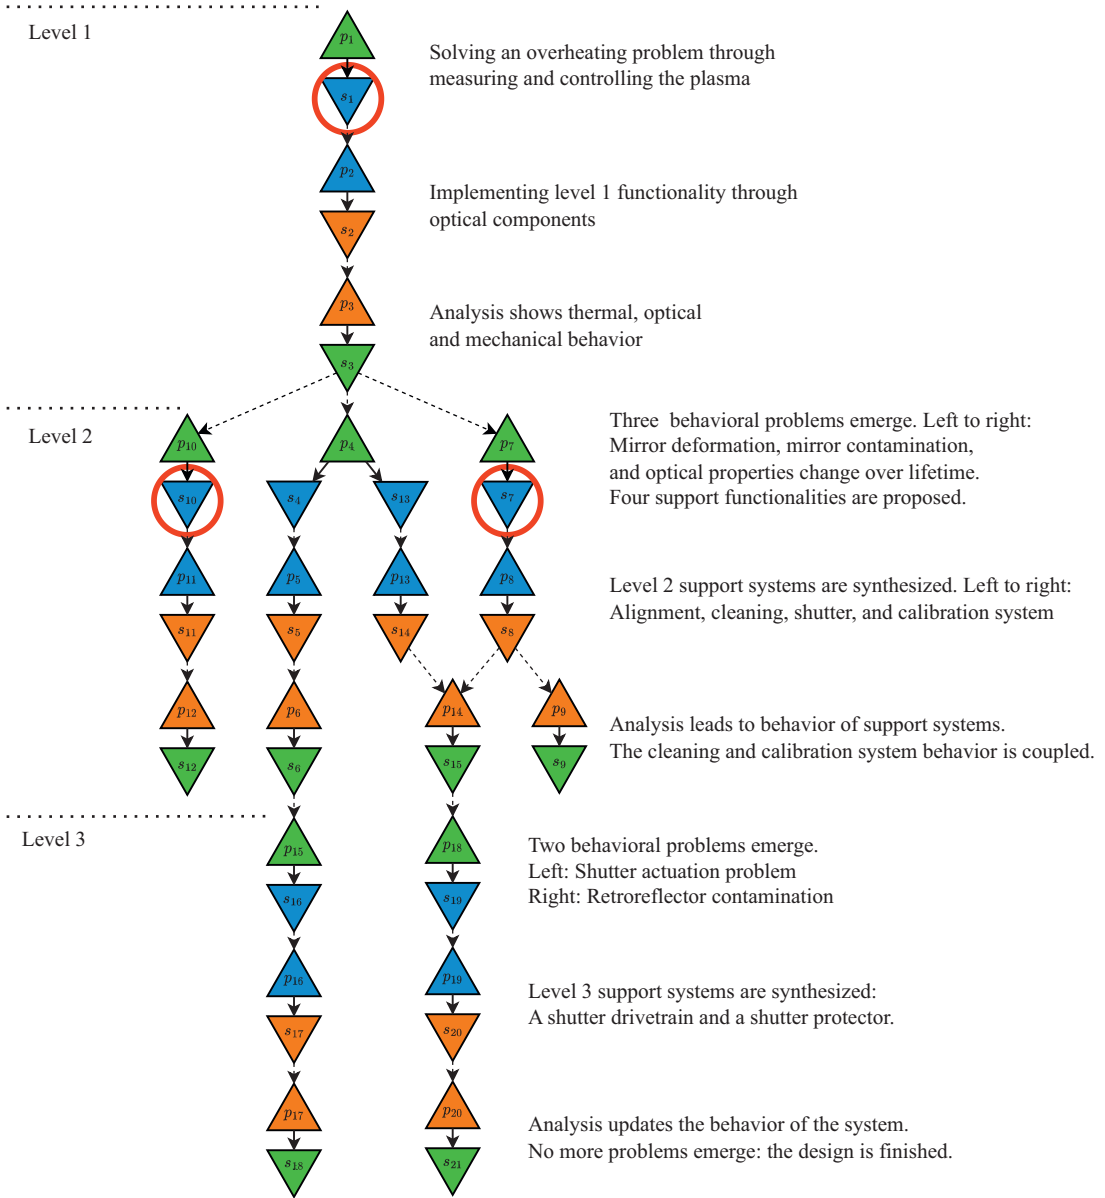 Level 1
p1
Solving an overheating problem through
measuring and controlling the plasma
s1
p2
Implementing level 1 functionality through
optical components
s2
p3
Analysis shows thermal, optical
and mechanical behavior
s3
Level 2
p10
p4
p7
Three behavioral problems emerge. Left to right:
Mirror deformation, mirror contamination,
and optical properties change over lifetime.
Four support functionalities are proposed.
s10
s4
s13
s7
p11
p5
p13
p8
Level 2 support systems are synthesized. Left to right:
Alignment, cleaning, shutter, and calibration system
s11
s5
s14
s8
p12
p6
p14
p9
Analysis leads to behavior of support systems.
The cleaning and calibration system behavior is coupled.
s12
s6
s15
s9
Level 3
p15
p18
Two behavioral problems emerge.
Left: Shutter actuation problem
Right: Retroreflector contamination
s16
s19
p16
p19
Level 3 support systems are synthesized:
A shutter drivetrain and a shutter protector.
s17
s20
p17
p20
Analysis updates the behavior of the system.
No more problems emerge: the design is finished.
s18
s21